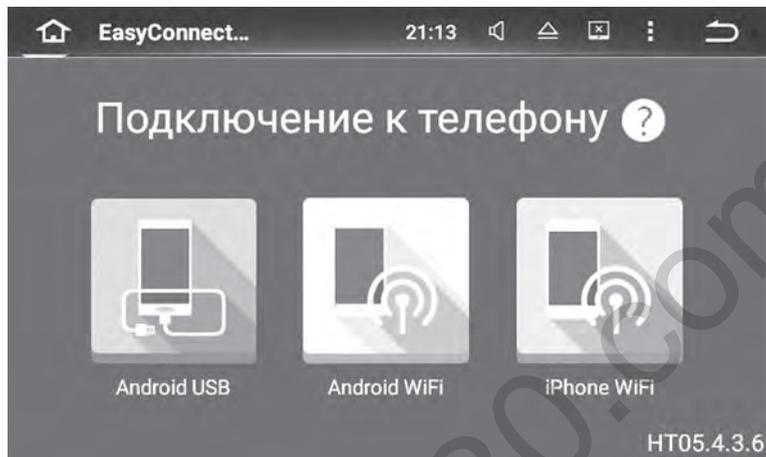 EasyConnect... 21:13
Подключение к телефону ?
Android USB
Android WiFi
iPhone WiFi
HT05.4.3.6